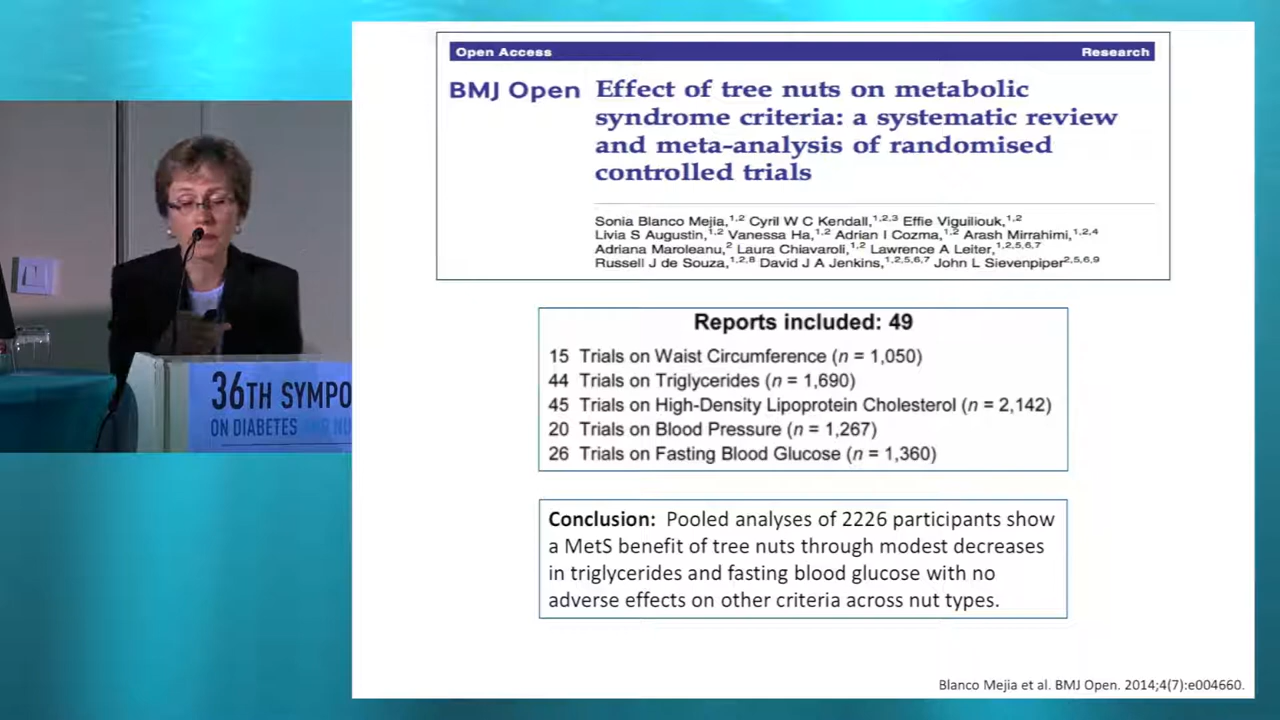 Open Access Research
BMJ Open Effect of tree nuts on metabolic
syndrome criteria: a systematic review
and meta-analysis of randomised
controlled trials
Sonia Blanco Mejia,1,2 Cyril W C Kendall,1,2,3 Effie Viguiliouk,1,2
Livia S Augustin,1,2 Vanessa Ha,1,2 Adrian I Cozma,1,2 Arash Mirrahimi,1,2,4
Adriana Maroleanu,2 Laura Chiavaroli,1,2 Lawrence A Leiter,1,2,5,6,7
Russell J de Souza,1,2,8 David J A Jenkins,1,2,5,6,7 John L Sievenpiper2,5,6,9
Reports included: 49
15 Trials on Waist Circumference (n = 1,050)
44 Trials on Triglycerides (n = 1,690)
45 Trials on High-Density Lipoprotein Cholesterol (n = 2,142)
20 Trials on Blood Pressure (n = 1,267)
26 Trials on Fasting Blood Glucose (n = 1,360)
Conclusion: Pooled analyses of 2226 participants show
a MetS benefit of tree nuts through modest decreases
in triglycerides and fasting blood glucose with no
adverse effects on other criteria across nut types.
Blanco Mejia et al. BMJ Open. 2014;4(7):e004660.
36TH SYMPO
ON DIABETES AND NU